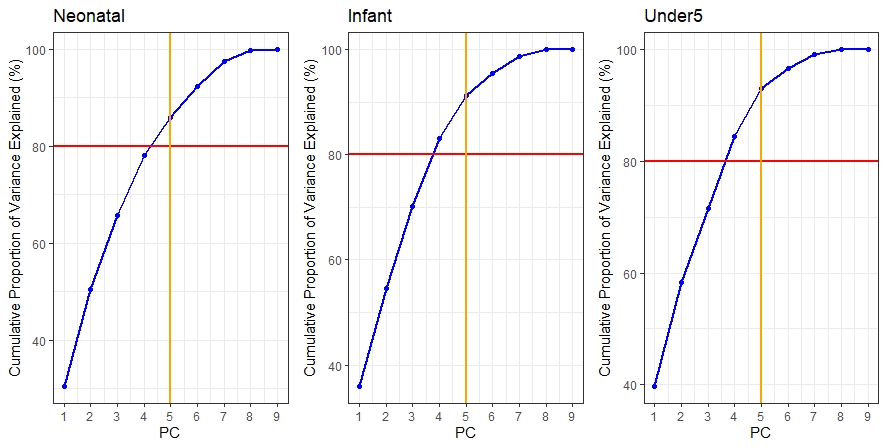 Neonatal
Cumulative Proportion of Variance Explained (%)
100
80
60
40
1 2 3 4 5 6 7 8 9
PC
Infant
Cumulative Proportion of Variance Explained (%)
100
80
60
40
1 2 3 4 5 6 7 8 9
PC
Under5
Cumulative Proportion of Variance Explained (%)
100
80
60
40
1 2 3 4 5 6 7 8 9
PC